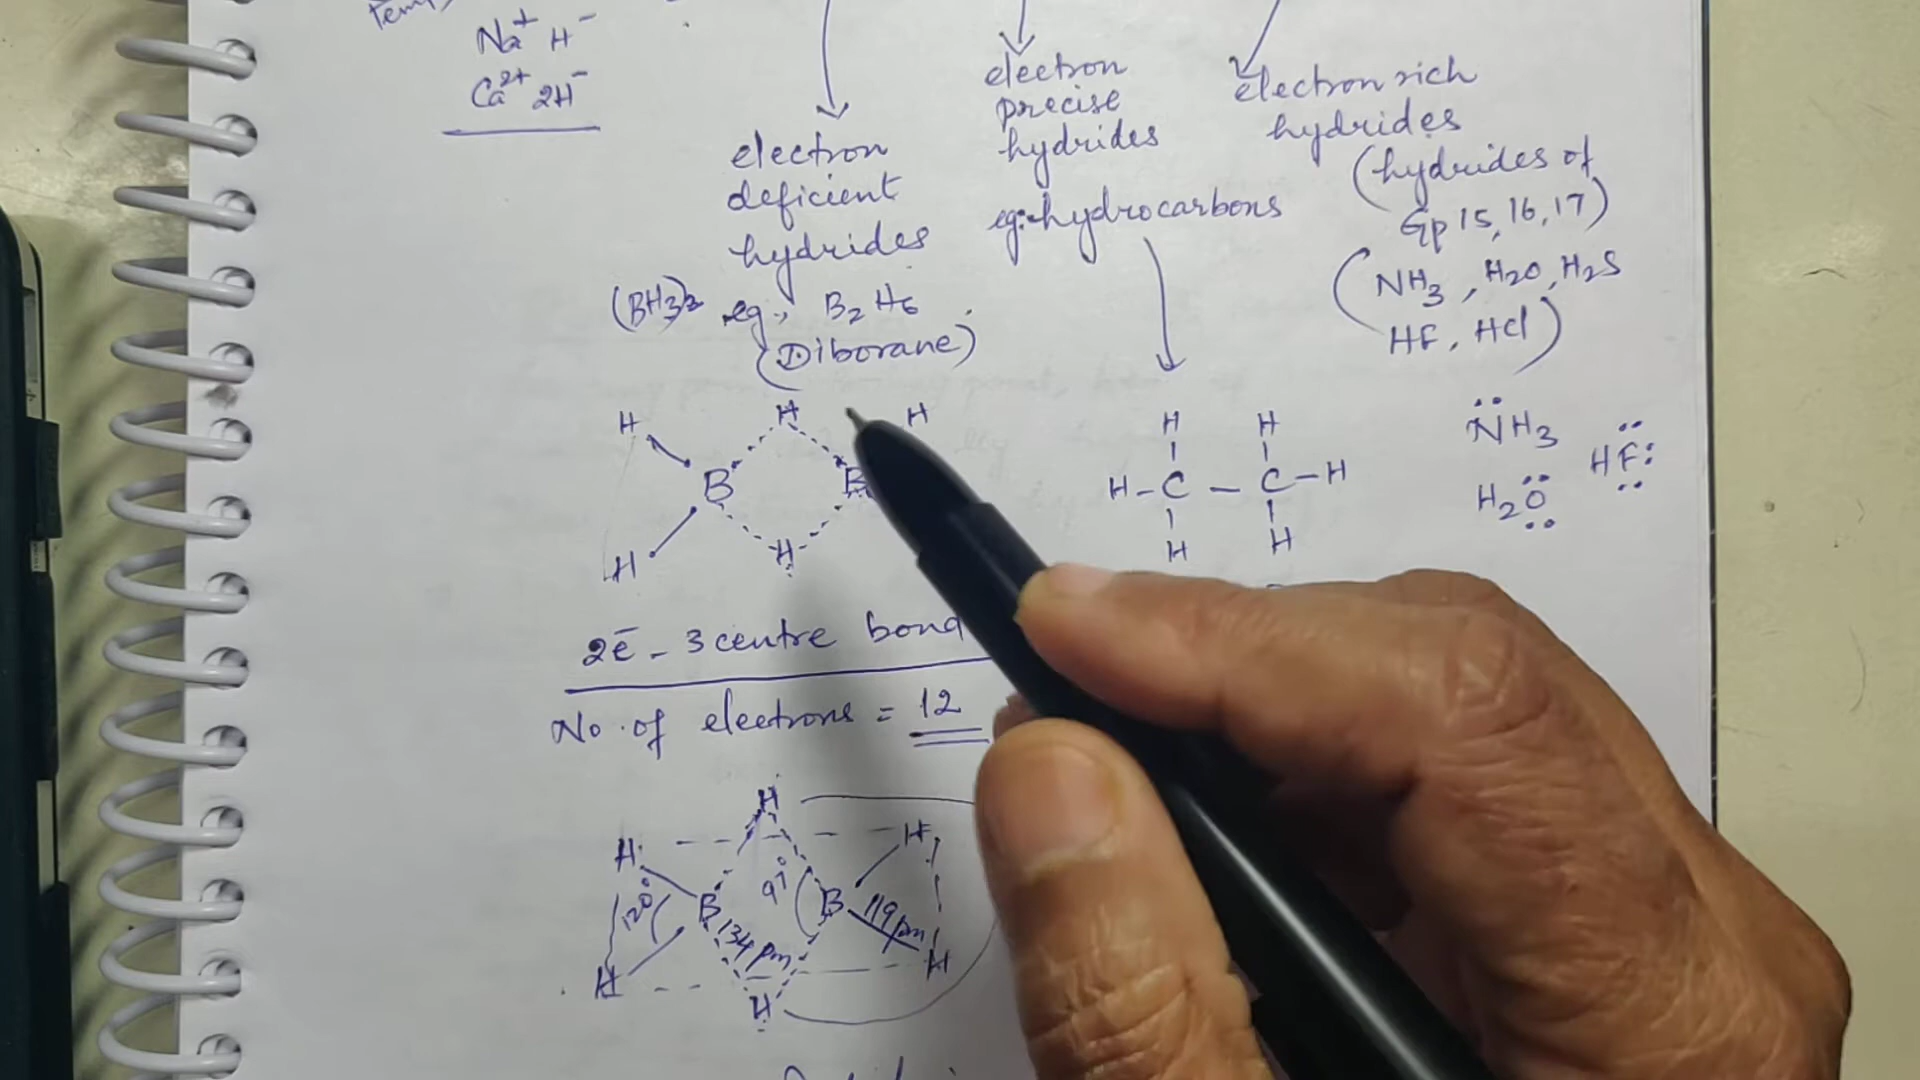 Temp
Na⁺ H⁻
Ca²⁺ 2H⁻
electron
deficient
hydrides
(BH₃)₂ eg., B₂H₆
(Diborane)
H H H
B B
H H
2e⁻ - 3 centre bond
No. of electrons = 12
H
H H
120° B 97° B 119pm
134 pm
H H
H
electron
precise
hydrides
eg:- hydrocarbons
H H
H-C-C-H
H H
electron rich
hydrides
(hydrides of
Gp 15, 16, 17)
(NH₃, H₂O, H₂S
HF, HCl)
NH₃
HF
H₂O